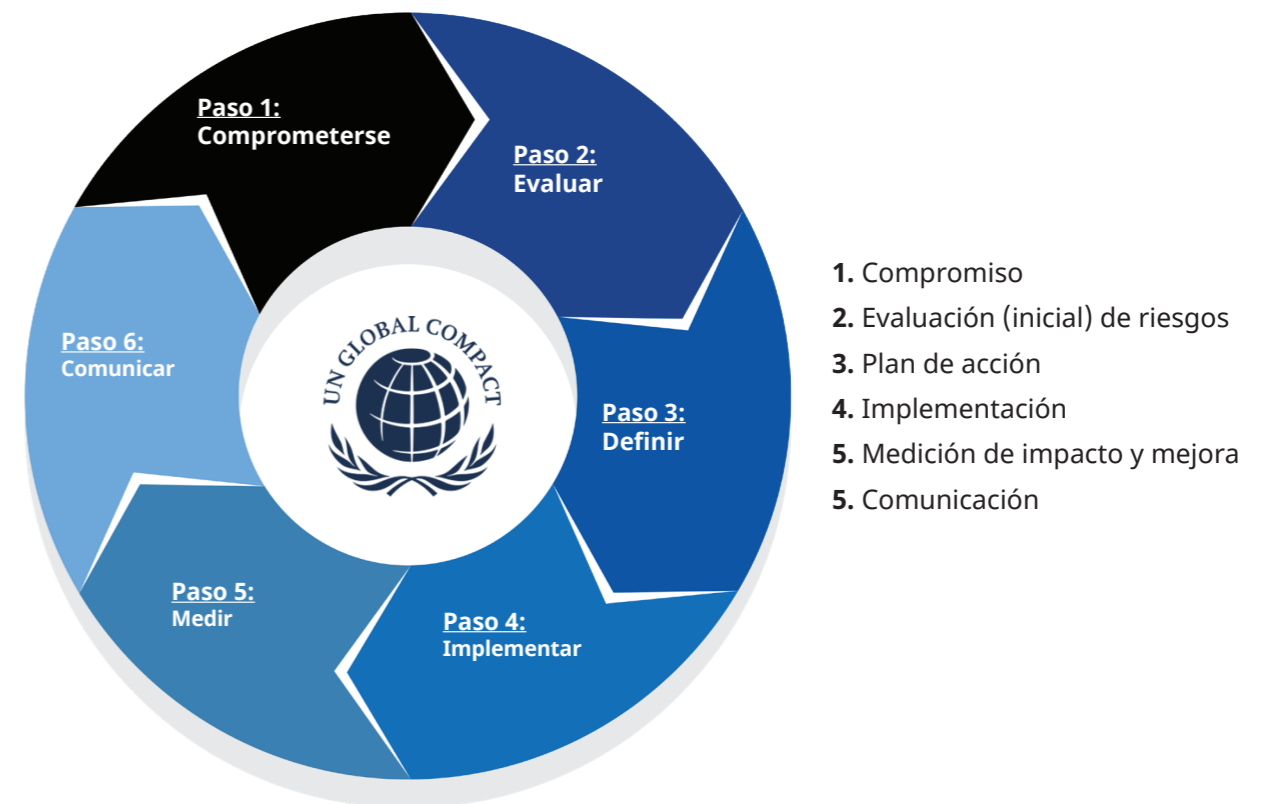 Paso 1:
Comprometerse
Paso 2:
Evaluar
Paso 3:
Definir
Paso 4:
Implementar
Paso 5:
Medir
Paso 6:
Comunicar
UN GLOBAL COMPACT
1. Compromiso
2. Evaluación (inicial) de riesgos
3. Plan de acción
4. Implementación
5. Medición de impacto y mejora
5. Comunicación